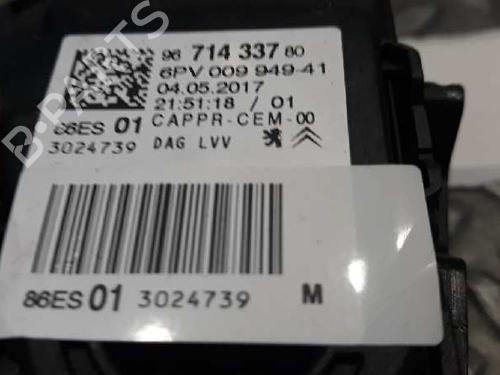 96 714 337 80
6PV 009 949-41
04.05.2017
21:51:18 / 01
86ES 01 CAPPR-CEM-00
3024739 DAG LVV
86ES 01 3024739 M
B-PARTS